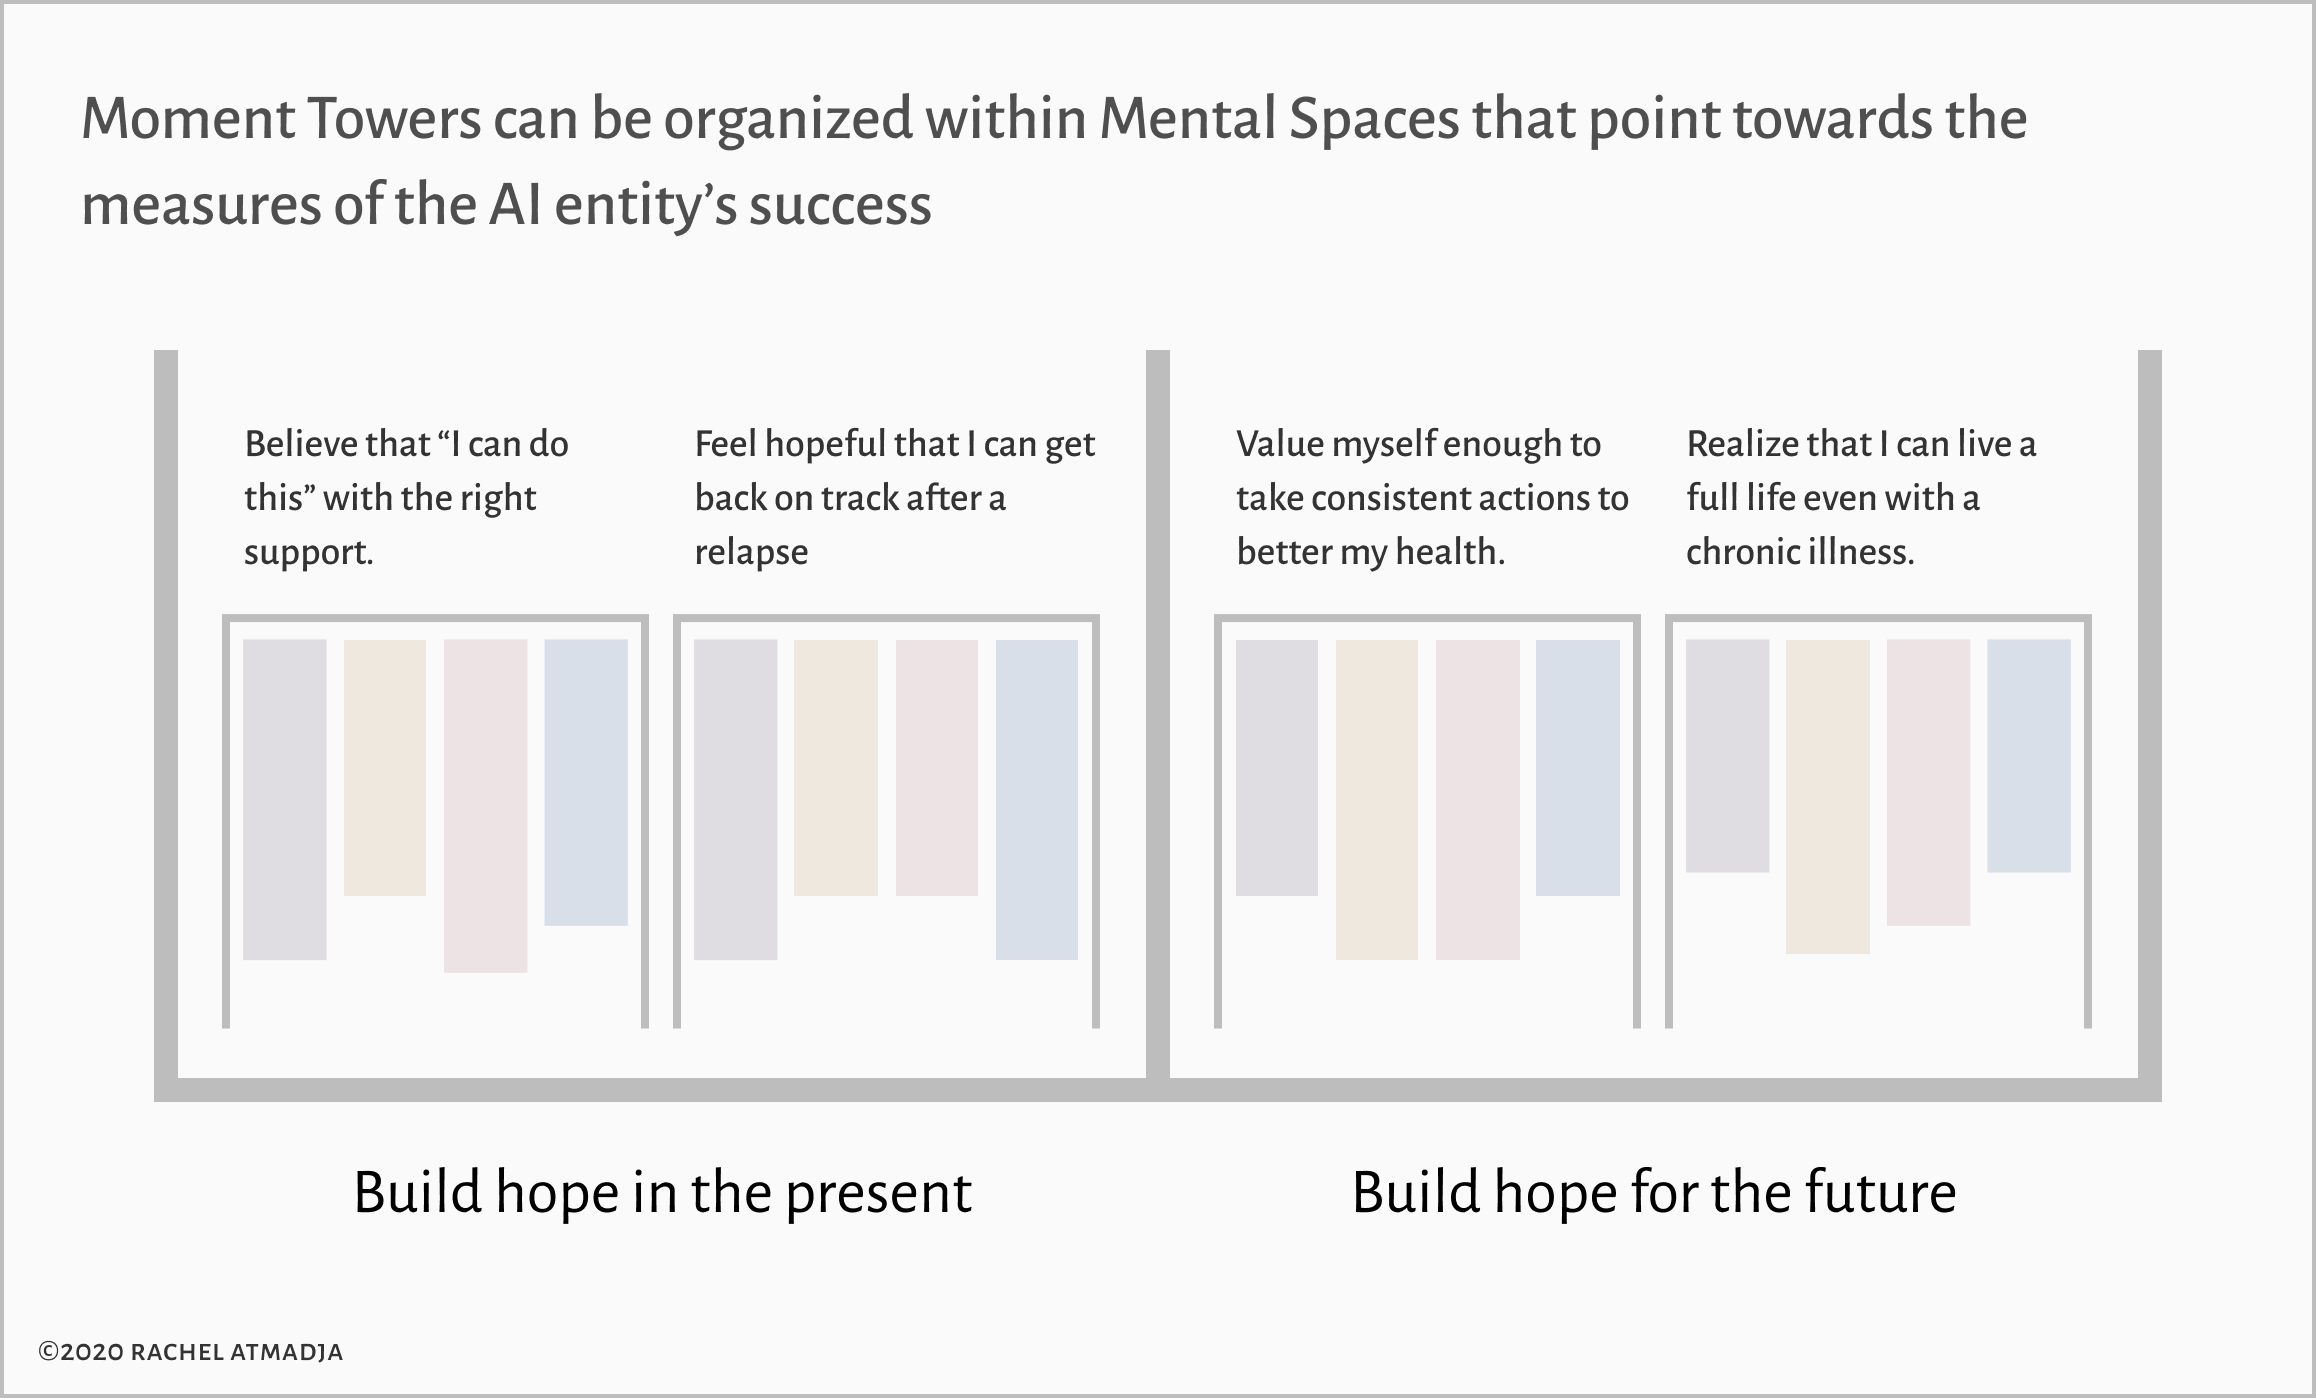 Moment Towers can be organized within Mental Spaces that point towards the
measures of the AI entity’s success
Believe that “I can do
this” with the right
support.
Feel hopeful that I can get
back on track after a
relapse
Value myself enough to
take consistent actions to
better my health.
Realize that I can live a
full life even with a
chronic illness.
Build hope in the present
Build hope for the future
©2020 RACHEL ATMADJA